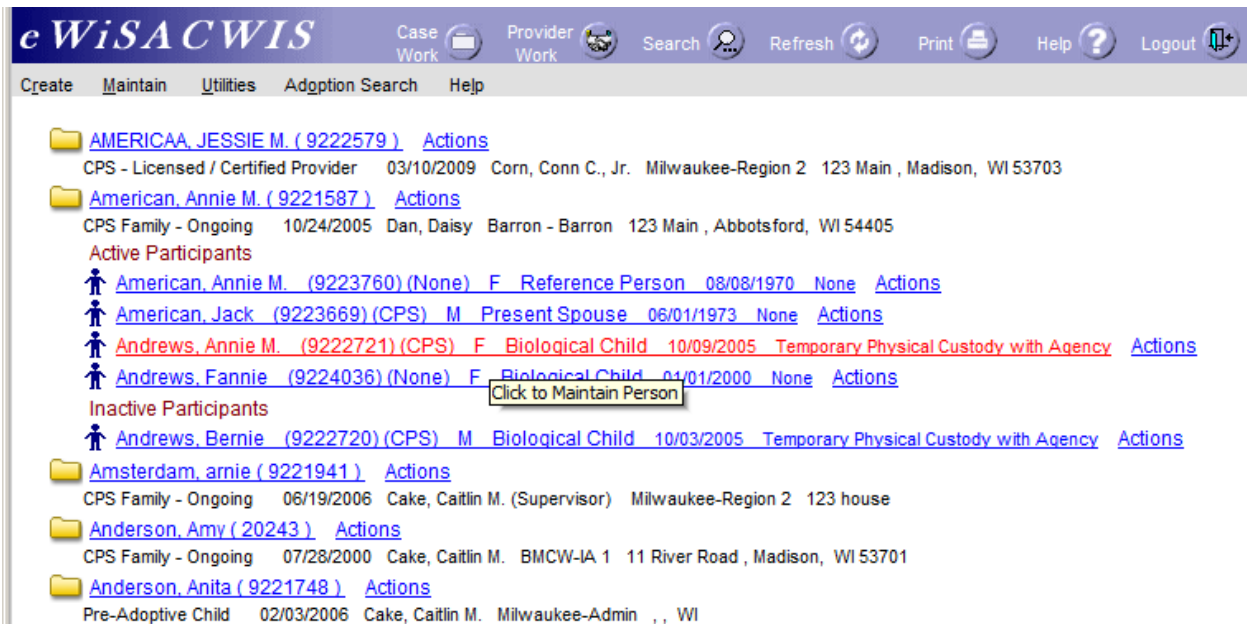 e WiSACWIS Case Work Provider Work Search Refresh Print Help Logout
Create Maintain Utilities Adoption Search Help
AMERICAA, JESSIE M. ( 9222579 ) Actions
CPS - Licensed / Certified Provider 03/10/2009 Corn, Conn C., Jr. Milwaukee-Region 2 123 Main , Madison, WI 53703
American, Annie M. ( 9221587 ) Actions
CPS Family - Ongoing 10/24/2005 Dan, Daisy Barron - Barron 123 Main , Abbotsford, WI 54405
Active Participants
American, Annie M. (9223760) (None) F Reference Person 08/08/1970 None Actions
American, Jack (9223669) (CPS) M Present Spouse 06/01/1973 None Actions
Andrews, Annie M. (9222721) (CPS) F Biological Child 10/09/2005 Temporary Physical Custody with Agency Actions
Andrews, Fannie (9224036) (None) F Biological Child 01/01/2000 None Actions
Click to Maintain Person
Inactive Participants
Andrews, Bernie (9222720) (CPS) M Biological Child 10/03/2005 Temporary Physical Custody with Agency Actions
Amsterdam, arnie ( 9221941 ) Actions
CPS Family - Ongoing 06/19/2006 Cake, Caitlin M. (Supervisor) Milwaukee-Region 2 123 house
Anderson, Amy ( 20243 ) Actions
CPS Family - Ongoing 07/28/2000 Cake, Caitlin M. BMCW-IA 1 11 River Road , Madison, WI 53701
Anderson, Anita ( 9221748 ) Actions
Pre-Adoptive Child 02/03/2006 Cake, Caitlin M. Milwaukee-Admin , , WI